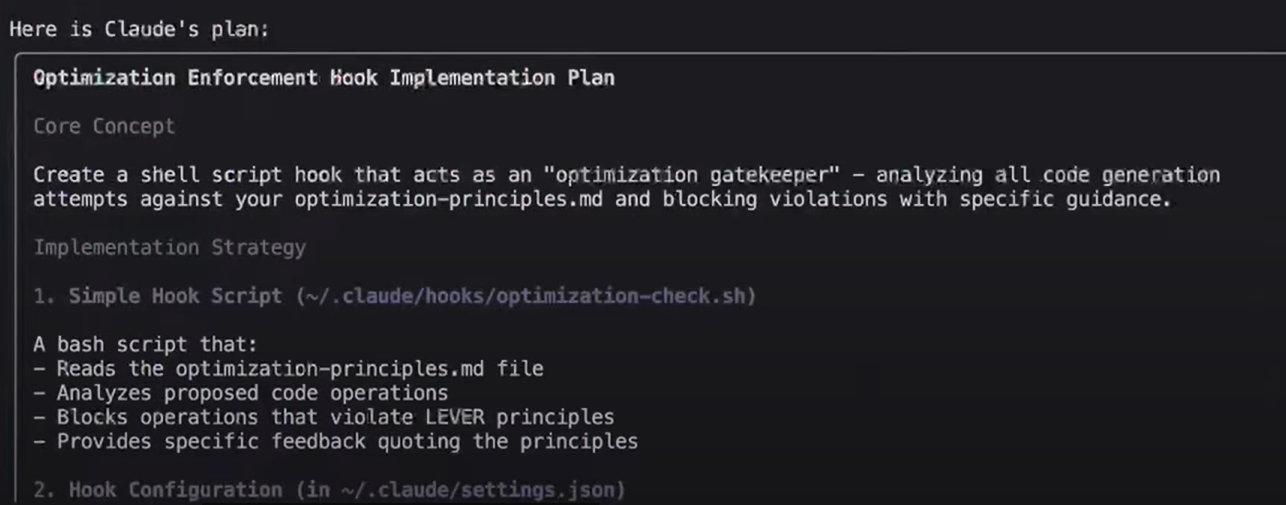 Here is Claude's plan:
Optimization Enforcement Hook Implementation Plan
Core Concept
Create a shell script hook that acts as an "optimization gatekeeper" – analyzing all code generation
attempts against your optimization-principles.md and blocking violations with specific guidance.
Implementation Strategy
1. Simple Hook Script (~/.claude/hooks/optimization-check.sh)
A bash script that:
– Reads the optimization-principles.md file
– Analyzes proposed code operations
– Blocks operations that violate LEVER principles
– Provides specific feedback quoting the principles
2. Hook Configuration (in ~/.claude/settings.json)